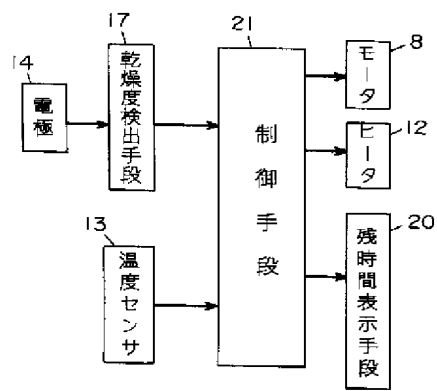 14
電極
17
乾燥度検出手段
13
温度センサ
21
制御手段
8
モータ
12
ヒータ
20
残時間表示手段